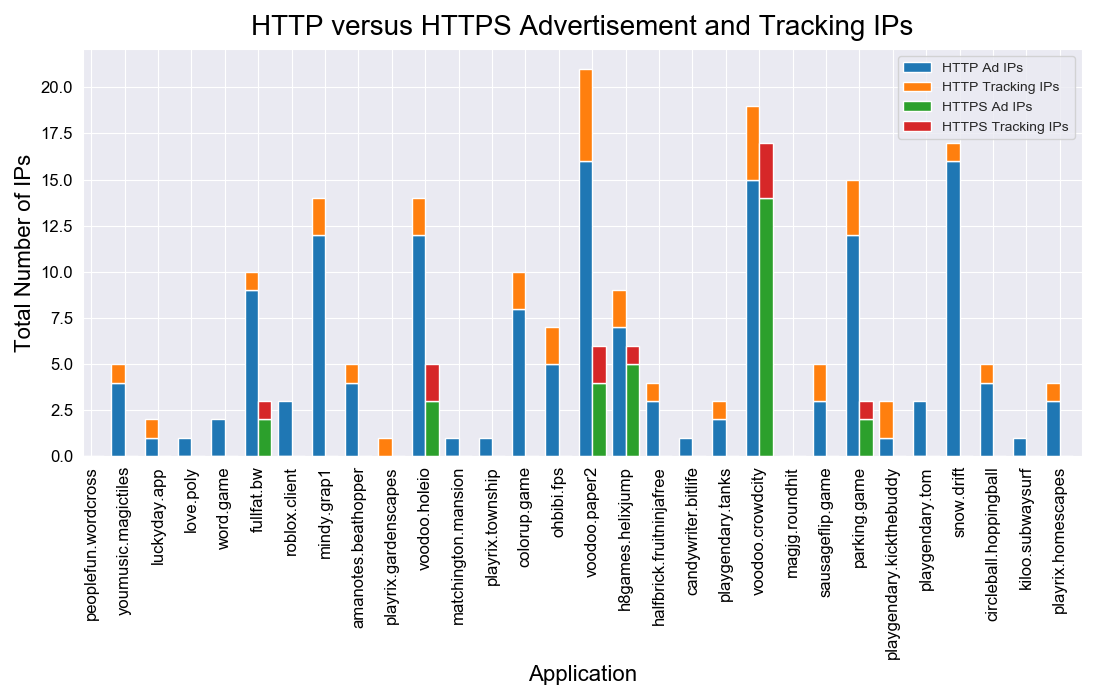 HTTP versus HTTPS Advertisement and Tracking IPs
HTTP Ad IPs
HTTP Tracking IPs
HTTPS Ad IPs
HTTPS Tracking IPs
Total Number of IPs
20.0
17.5
15.0
12.5
10.0
7.5
5.0
2.5
0.0
peoplefun.wordcross
youmusic.magictiles
luckyday.app
love.poly
word.game
fullfat.bw
roblox.client
mindy.grap1
amanotes.beathopper
playrix.gardenscapes
voodoo.holeio
matchington.mansion
playrix.township
colorup.game
ohbibi.fps
voodoo.paper2
h8games.helixjump
halfbrick.fruitninjafree
candywriter.bitlife
playgendary.tanks
voodoo.crowdcity
magjg.roundhit
sausageflip.game
parking.game
playgendary.kickthebuddy
playgendary.tom
snow.drift
circleball.hoppingball
kiloo.subwaysurf
playrix.homescapes
Application